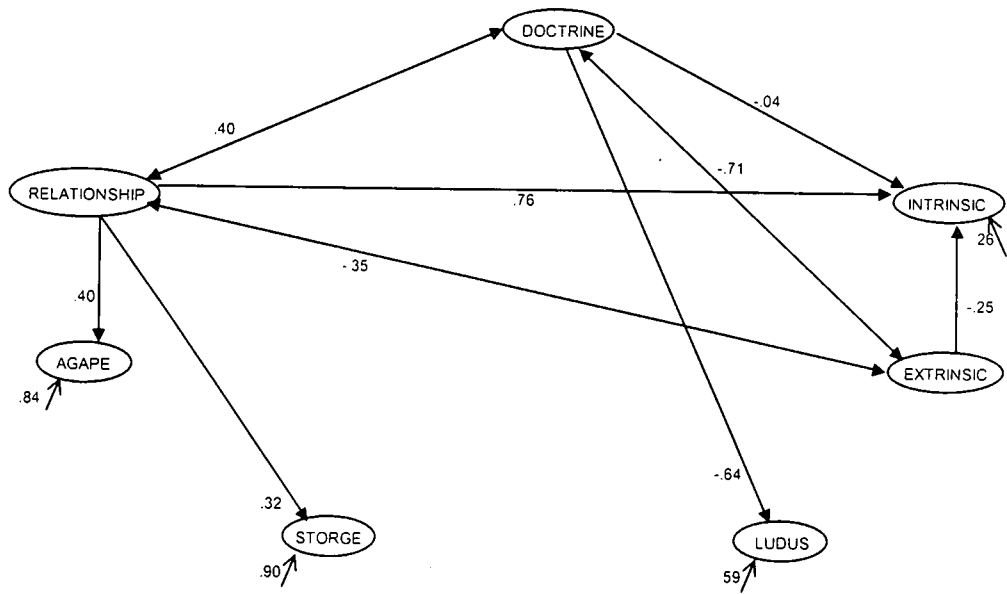 DOCTRINE
-.04
.40
-.71
RELATIONSHIP
.76
INTRINSIC
26
-.35
.40
-.25
AGAPE
EXTRINSIC
.84
-.64
.32
STORGE
LUDUS
.90
59